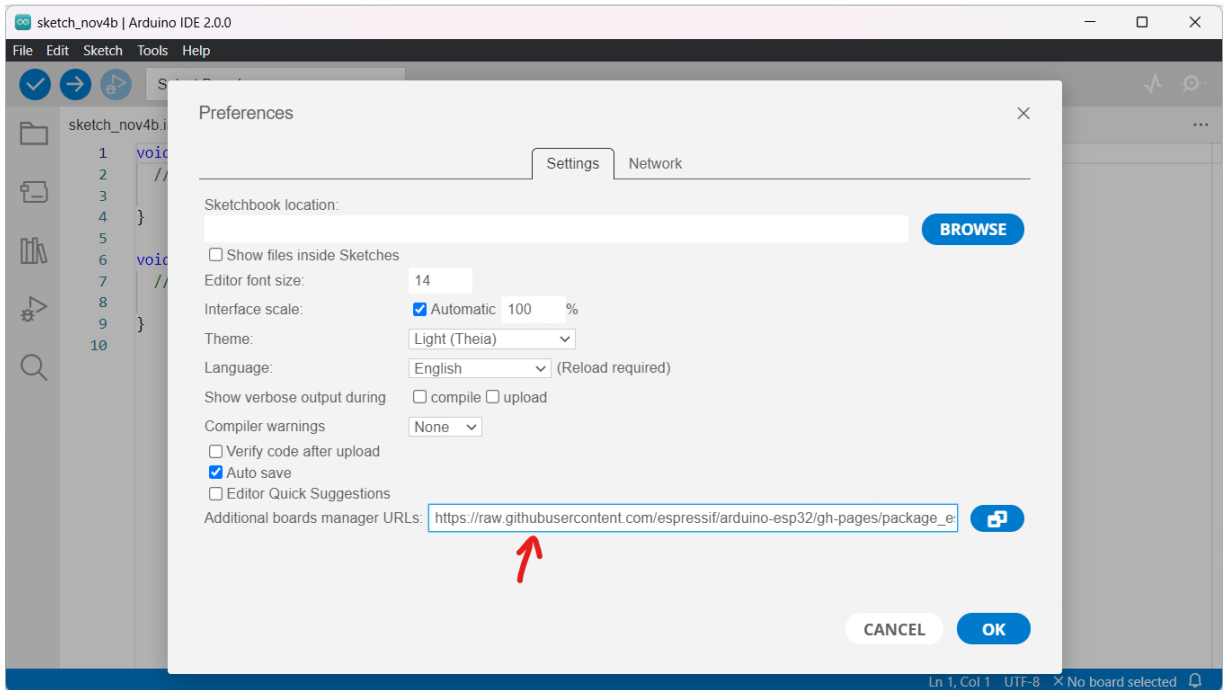 sketch_nov4b | Arduino IDE 2.0.0
File Edit Sketch Tools Help
Preferences
sketch_nov4b.i
Settings Network
1 void
2 //
3
4 }
5
6 void
7 //
8
9 }
10
Sketchbook location:
BROWSE
Show files inside Sketches
Editor font size: 14
Interface scale: Automatic 100 %
Theme: Light (Theia)
Language: English (Reload required)
Show verbose output during compile upload
Compiler warnings None
Verify code after upload
Auto save
Editor Quick Suggestions
Additional boards manager URLs: https://raw.githubusercontent.com/espressif/arduino-esp32/gh-pages/package_e
CANCEL OK
Ln 1, Col 1 UTF-8 No board selected